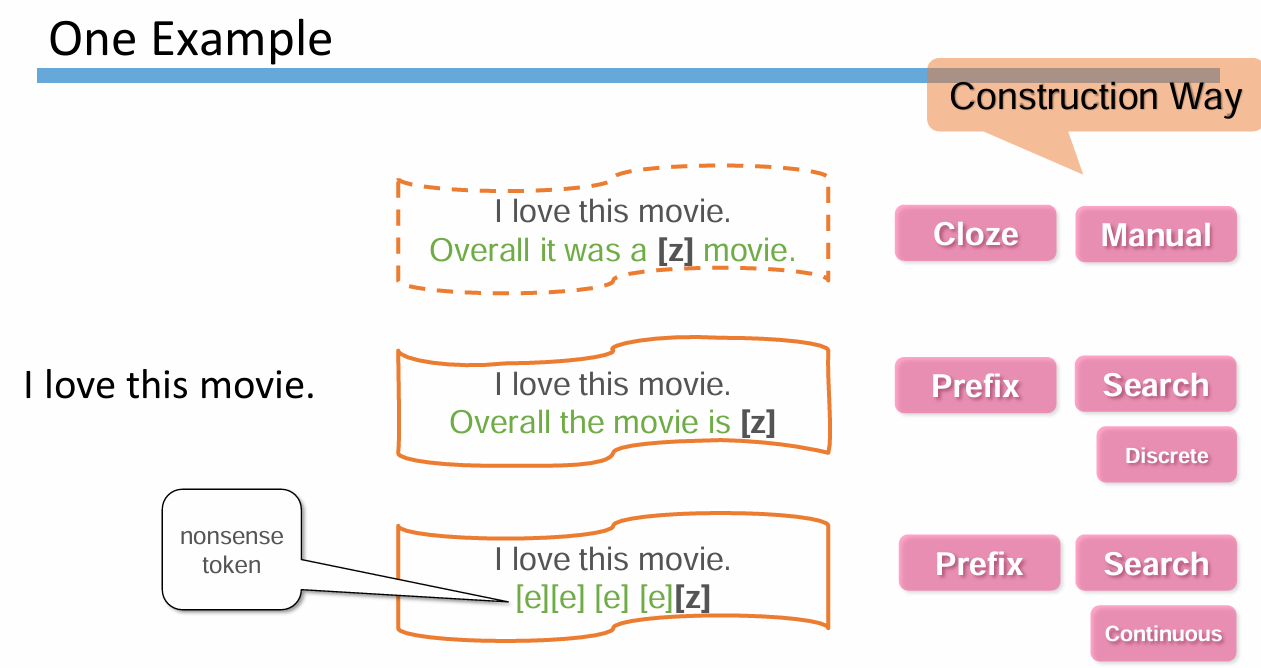 One Example
Construction Way
I love this movie.
Overall it was a [z] movie.
Cloze
Manual
I love this movie.
I love this movie.
Overall the movie is [z]
Prefix
Search
Discrete
nonsense
token
I love this movie.
[e][e] [e] [e][z]
Prefix
Search
Continuous